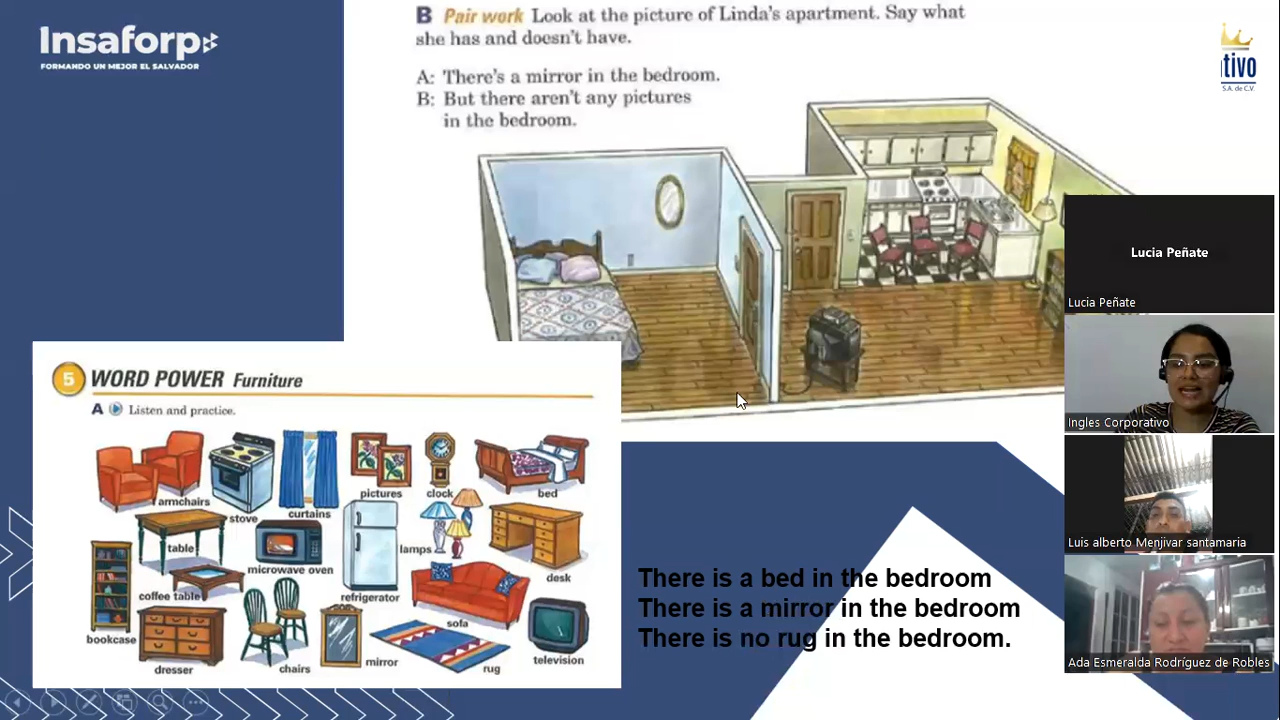 Insaforp
FORMANDO UN MEJOR EL SALVADOR
B Pair work Look at the picture of Linda's apartment. Say what
she has and doesn't have.
A: There's a mirror in the bedroom.
B: But there aren't any pictures
in the bedroom.
tivo
S.A. de C.V.
5 WORD POWER Furniture
A Listen and practice.
armchairs
stove
curtains
pictures
clock
bed
table
microwave oven
lamps
desk
coffee table
refrigerator
bookcase
sofa
dresser
chairs
mirror
rug
television
There is a bed in the bedroom
There is a mirror in the bedroom
There is no rug in the bedroom.
Lucia Peñate
Lucia Peñate
Ingles Corporativo
Luis alberto Menjivar santamaria
Ada Esmeralda Rodríguez de Robles